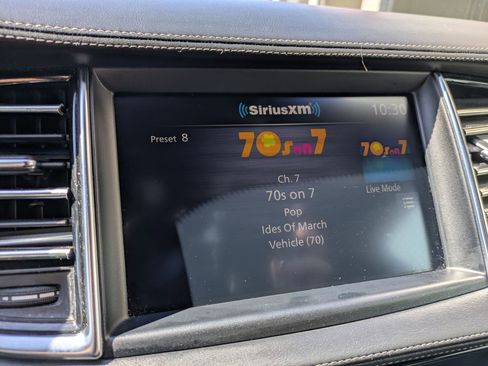 SiriusXM
10:30
Preset 8
70s on 7
70s on 7
Ch. 7
70s on 7
Live Mode
Pop
Ides Of March
Vehicle (70)